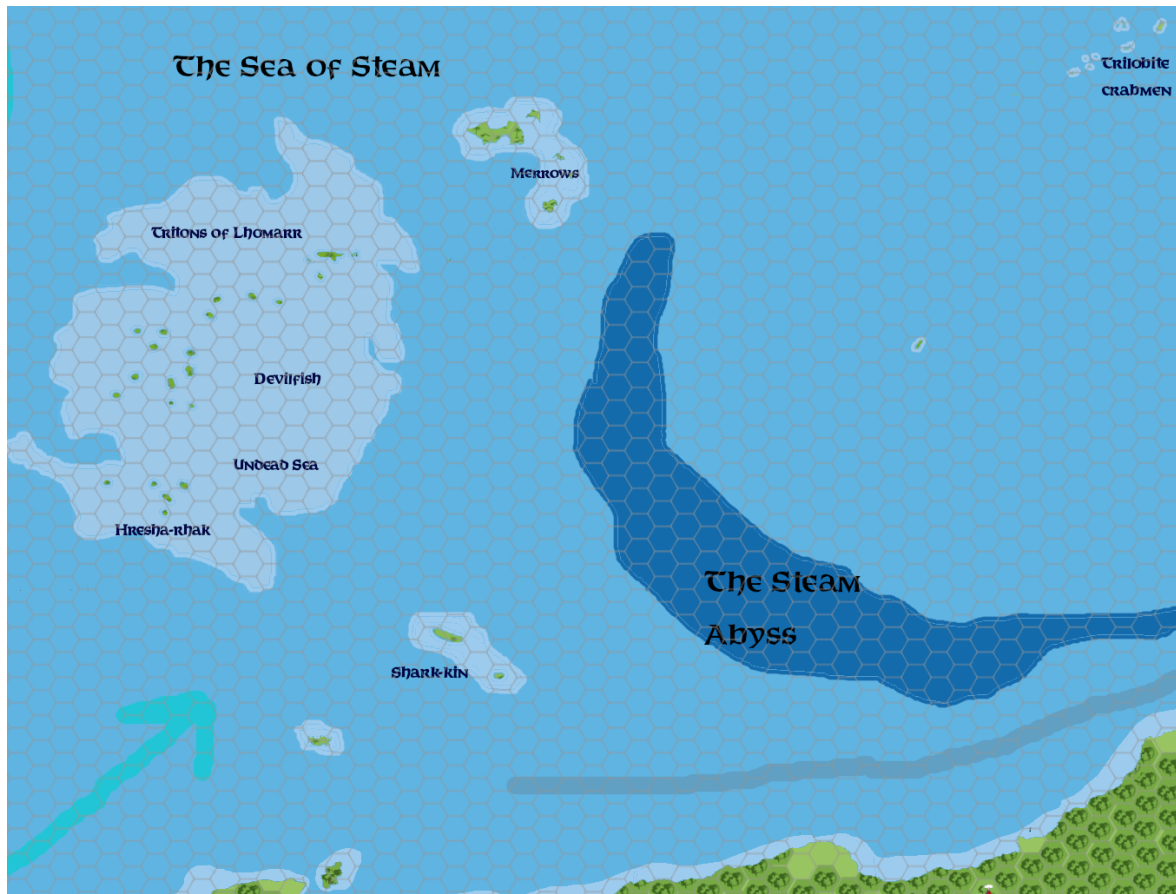 The Sea of Steam
Trilobite
crabmen
Merrows
Tritons of Lhomarr
Devilfish
Undead Sea
Hresha-rhak
The Steam
Abyss
Shark-kin